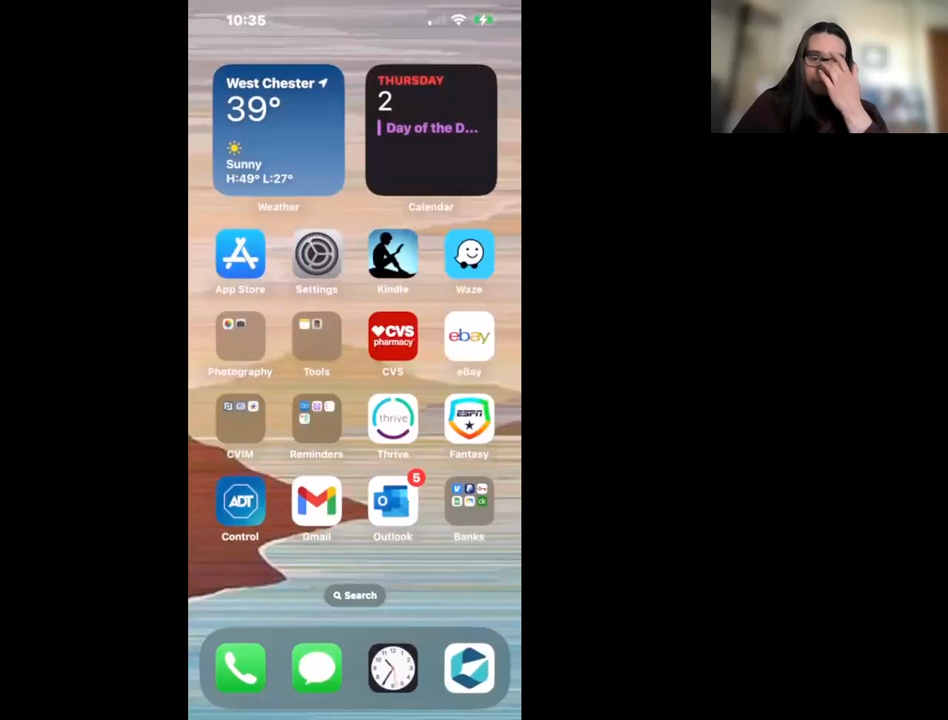 10:35
West Chester
39°
Sunny
H:49° L:27°
Weather
THURSDAY
2
Day of the D...
Calendar
App Store
Settings
Kindle
Waze
Photography
Tools
CVS pharmacy
CVS
ebay
eBay
CVIM
Reminders
thrive
Thrive
ESPN
Fantasy
ADT
Control
Gmail
5
Outlook
Banks
Search